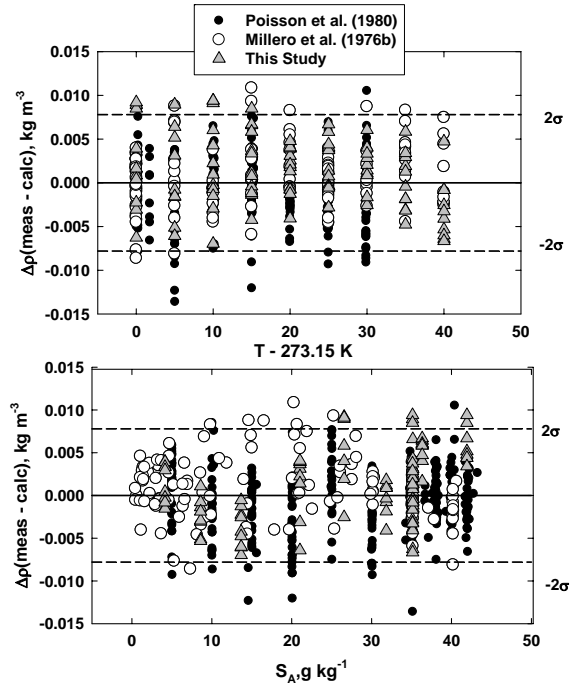 Poisson et al. (1980)
Millero et al. (1976b)
This Study
0.015
0.010
0.005
0.000
-0.005
-0.010
-0.015
Δρ(meas - calc), kg m-3
2σ
-2σ
0 10 20 30 40 50
T - 273.15 K
0.015
0.010
0.005
0.000
0.005
-0.010
-0.015
Δρ(meas - calc), kg m-3
2σ
-2σ
0 10 20 30 40 50
SA, g kg-1